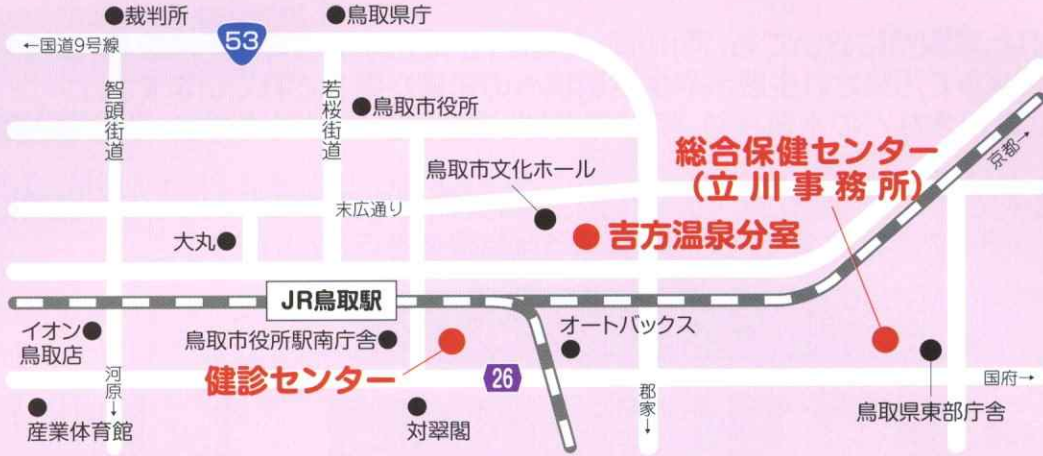 ●裁判所
●鳥取県庁
←国道9号線
53
智頭街道
若桜街道
●鳥取市役所
鳥取市文化ホール
総合保健センター
（立川事務所）
京都→
末広通り
大丸●
●吉方温泉分室
JR鳥取駅
イオン
鳥取店
鳥取市役所駅南庁舎●
オートバックス
健診センター
26
河原→
郡家→
国府→
鳥取県東部庁舎
産業体育館
対翠閣